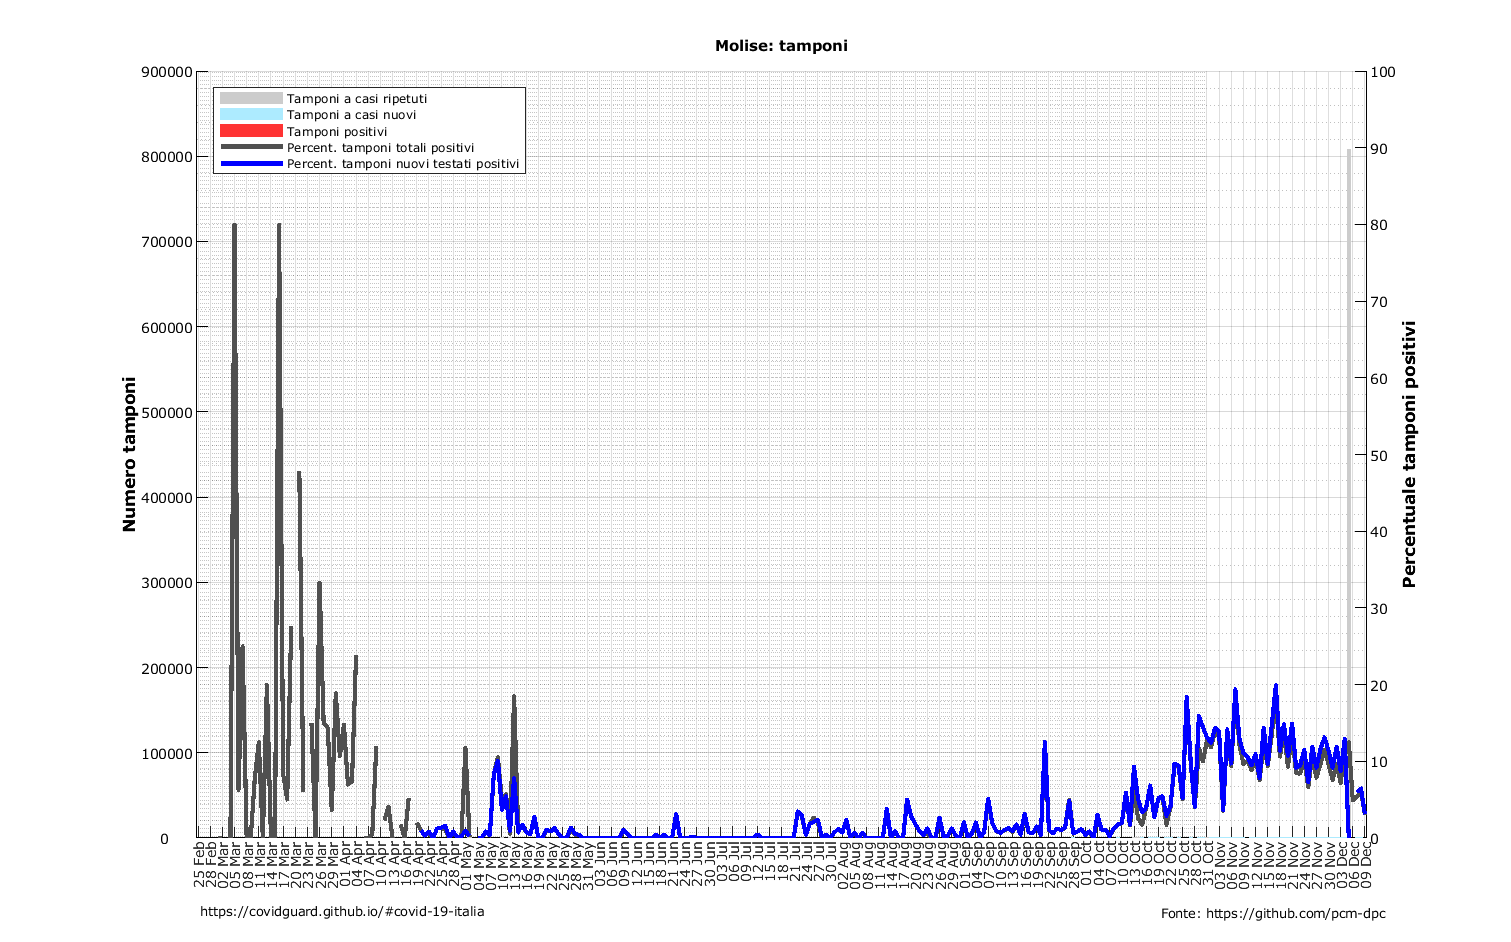 Molise: tamponi
900000
800000
700000
600000
500000
400000
300000
200000
100000
0
Numero tamponi
Tamponi a casi ripetuti
Tamponi a casi nuovi
Tamponi positivi
Percent. tamponi totali positivi
Percent. tamponi nuovi testati positivi
100
90
80
70
60
50
40
30
20
10
0
Percentuale tamponi positivi
25 Feb
28 Feb
02 Mar
05 Mar
08 Mar
11 Mar
14 Mar
17 Mar
20 Mar
23 Mar
26 Mar
29 Mar
01 Apr
04 Apr
07 Apr
10 Apr
13 Apr
16 Apr
19 Apr
22 Apr
25 Apr
28 Apr
01 May
04 May
07 May
10 May
13 May
16 May
19 May
22 May
25 May
28 May
31 May
03 Jun
06 Jun
09 Jun
12 Jun
15 Jun
18 Jun
21 Jun
24 Jun
27 Jun
30 Jun
03 Jul
06 Jul
09 Jul
12 Jul
15 Jul
18 Jul
21 Jul
24 Jul
27 Jul
30 Jul
02 Aug
05 Aug
08 Aug
11 Aug
14 Aug
17 Aug
20 Aug
23 Aug
26 Aug
29 Aug
01 Sep
04 Sep
07 Sep
10 Sep
13 Sep
16 Sep
19 Sep
22 Sep
25 Sep
28 Sep
01 Oct
04 Oct
07 Oct
10 Oct
13 Oct
16 Oct
19 Oct
22 Oct
25 Oct
28 Oct
31 Oct
03 Nov
06 Nov
09 Nov
12 Nov
15 Nov
18 Nov
21 Nov
24 Nov
27 Nov
30 Nov
03 Dec
06 Dec
09 Dec
https://covidguard.github.io/#covid-19-italia
Fonte: https://github.com/pcm-dpc